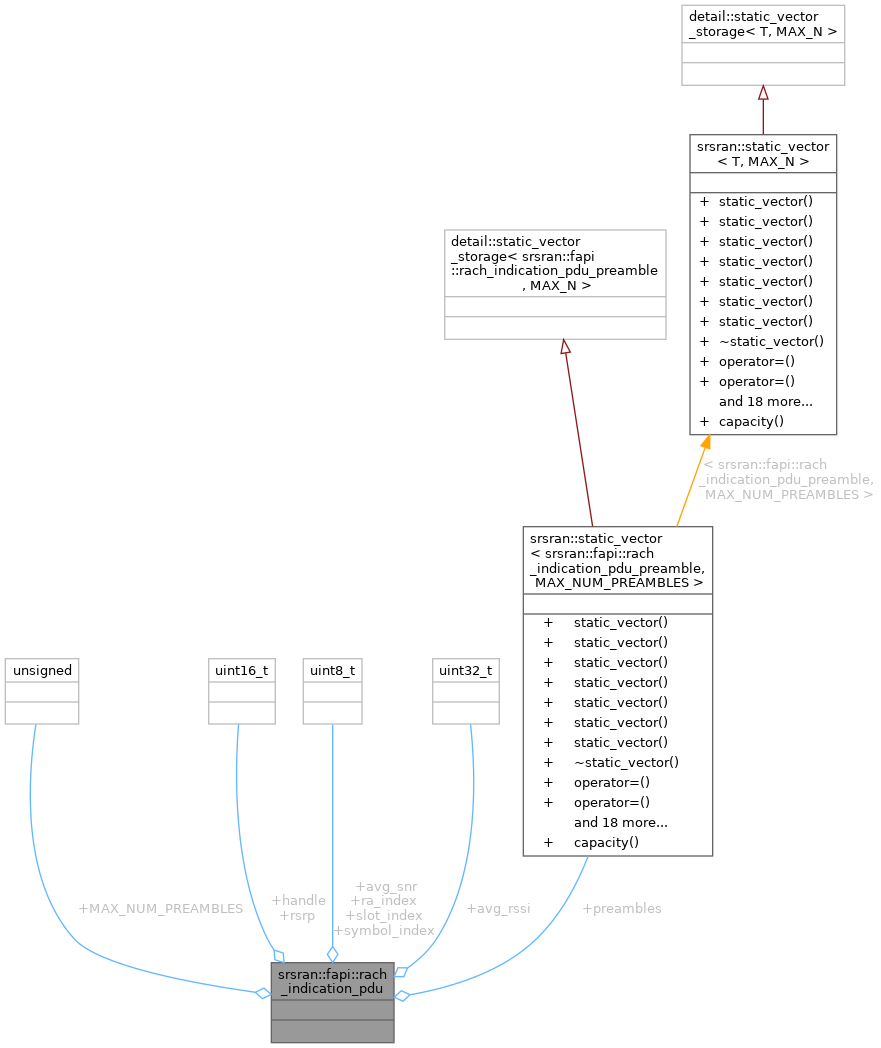 detail::static_vector
_storage< T, MAX_N >
srsran::static_vector
< T, MAX_N >
+ static_vector()
+ static_vector()
+ static_vector()
+ static_vector()
+ static_vector()
+ static_vector()
+ static_vector()
+ ~static_vector()
+ operator=()
+ operator=()
and 18 more...
+ capacity()
detail::static_vector
_storage< srsran::fapi
::rach_indication_pdu_preamble
, MAX_N >
< srsran::fapi::rach
_indication_pdu_preamble,
MAX_NUM_PREAMBLES >
srsran::static_vector
< srsran::fapi::rach
_indication_pdu_preamble,
MAX_NUM_PREAMBLES >
+ static_vector()
+ static_vector()
+ static_vector()
+ static_vector()
+ static_vector()
+ static_vector()
+ static_vector()
+ ~static_vector()
+ operator=()
+ operator=()
and 18 more...
+ capacity()
unsigned
uint16_t
uint8_t
uint32_t
+MAX_NUM_PREAMBLES
+handle
+rsrp
+avg_snr
+ra_index
+slot_index
+symbol_index
+avg_rssi
+preambles
srsran::fapi::rach
_indication_pdu